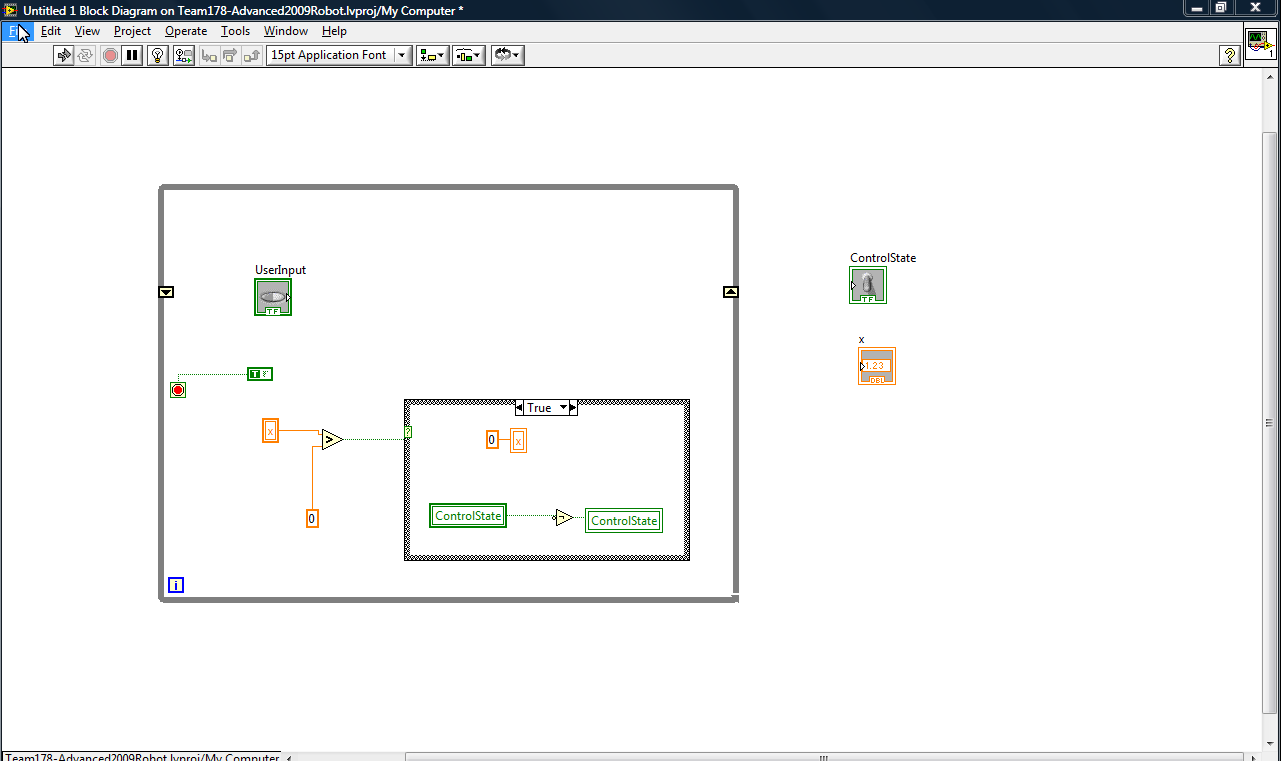 Untitled 1 Block Diagram on Team178-Advanced2009Robot.lvproj/My Computer *
File Edit View Project Operate Tools Window Help
15pt Application Font
?
1
ControlState
TF
UserInput
TF
x
1.23
DBL
T
True
x
>
?
0
x
0
ControlState
ControlState
i
Team178-Advanced2009Robot.lvproj/My Computer